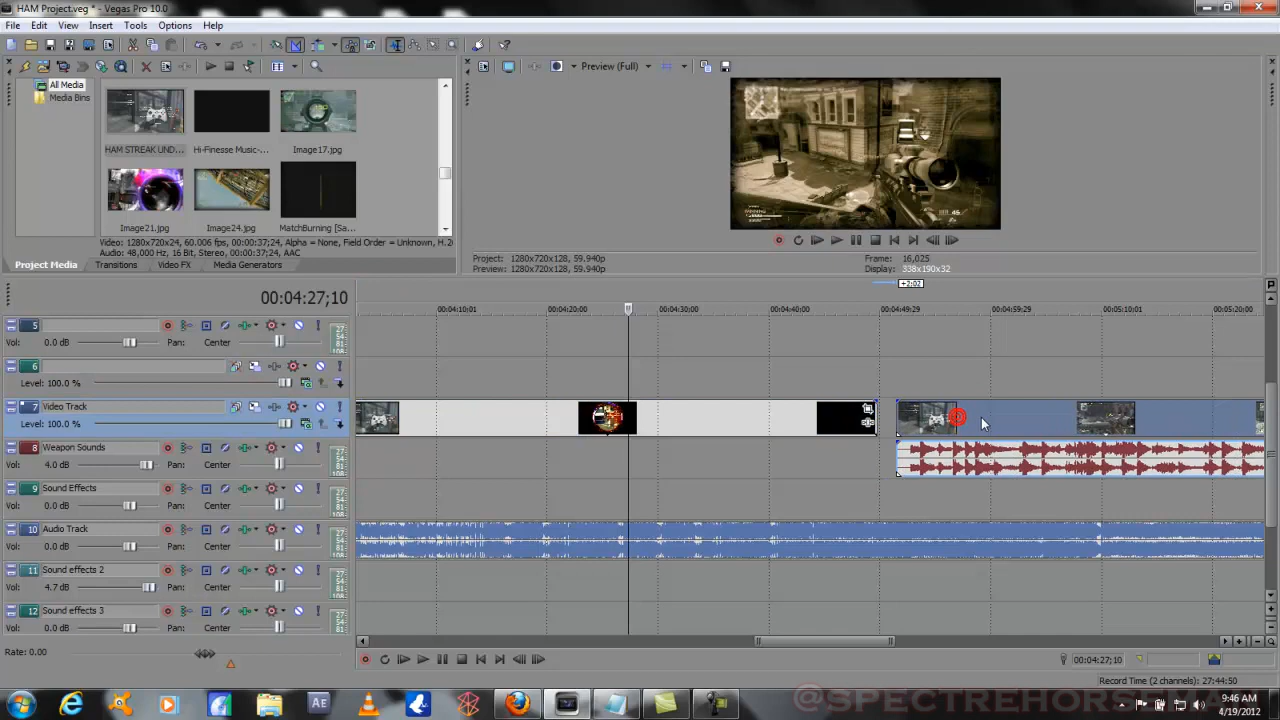 HAM Project.veg * - Vegas Pro 10.0
File Edit View Insert Tools Options Help
All Media
Media Bins
HAM STREAK UND... Hi-Finesse Music-... Image17.jpg
Image21.jpg Image24.jpg MatchBurning [Sa...
Video: 1280x720x24, 60.006 fps, 00:00:37;24, Alpha = None, Field Order = Unknown, H.2
Audio: 48,000 Hz, 16 Bit, Stereo, 00:00:37;24, AAC
Project Media Transitions Video FX Media Generators
Preview (Full)
Project: 1280x720x128, 59.940p
Preview: 1280x720x128, 59.940p
Frame: 16,025
Display: 338x190x32
+2:02
00:04:27;10
00:04:10;01 00:04:20;00 00:04:30;00 00:04:40;00 00:04:49;29 00:04:59;29 00:05:10;01 00:05:20;00
5
Vol: 0.0 dB Pan: Center
6
Level: 100.0 %
7 Video Track
Level: 100.0 %
8 Weapon Sounds
Vol: 4.0 dB Pan: Center
9 Sound Effects
Vol: 0.0 dB Pan: Center
10 Audio Track
Vol: 0.0 dB Pan: Center
11 Sound effects 2
Vol: 4.7 dB Pan: Center
12 Sound effects 3
Vol: 0.0 dB Pan: Center
Rate: 0.00
00:04:27;10
Record Time (2 channels): 27:44:50
9:46 AM
4/19/2012